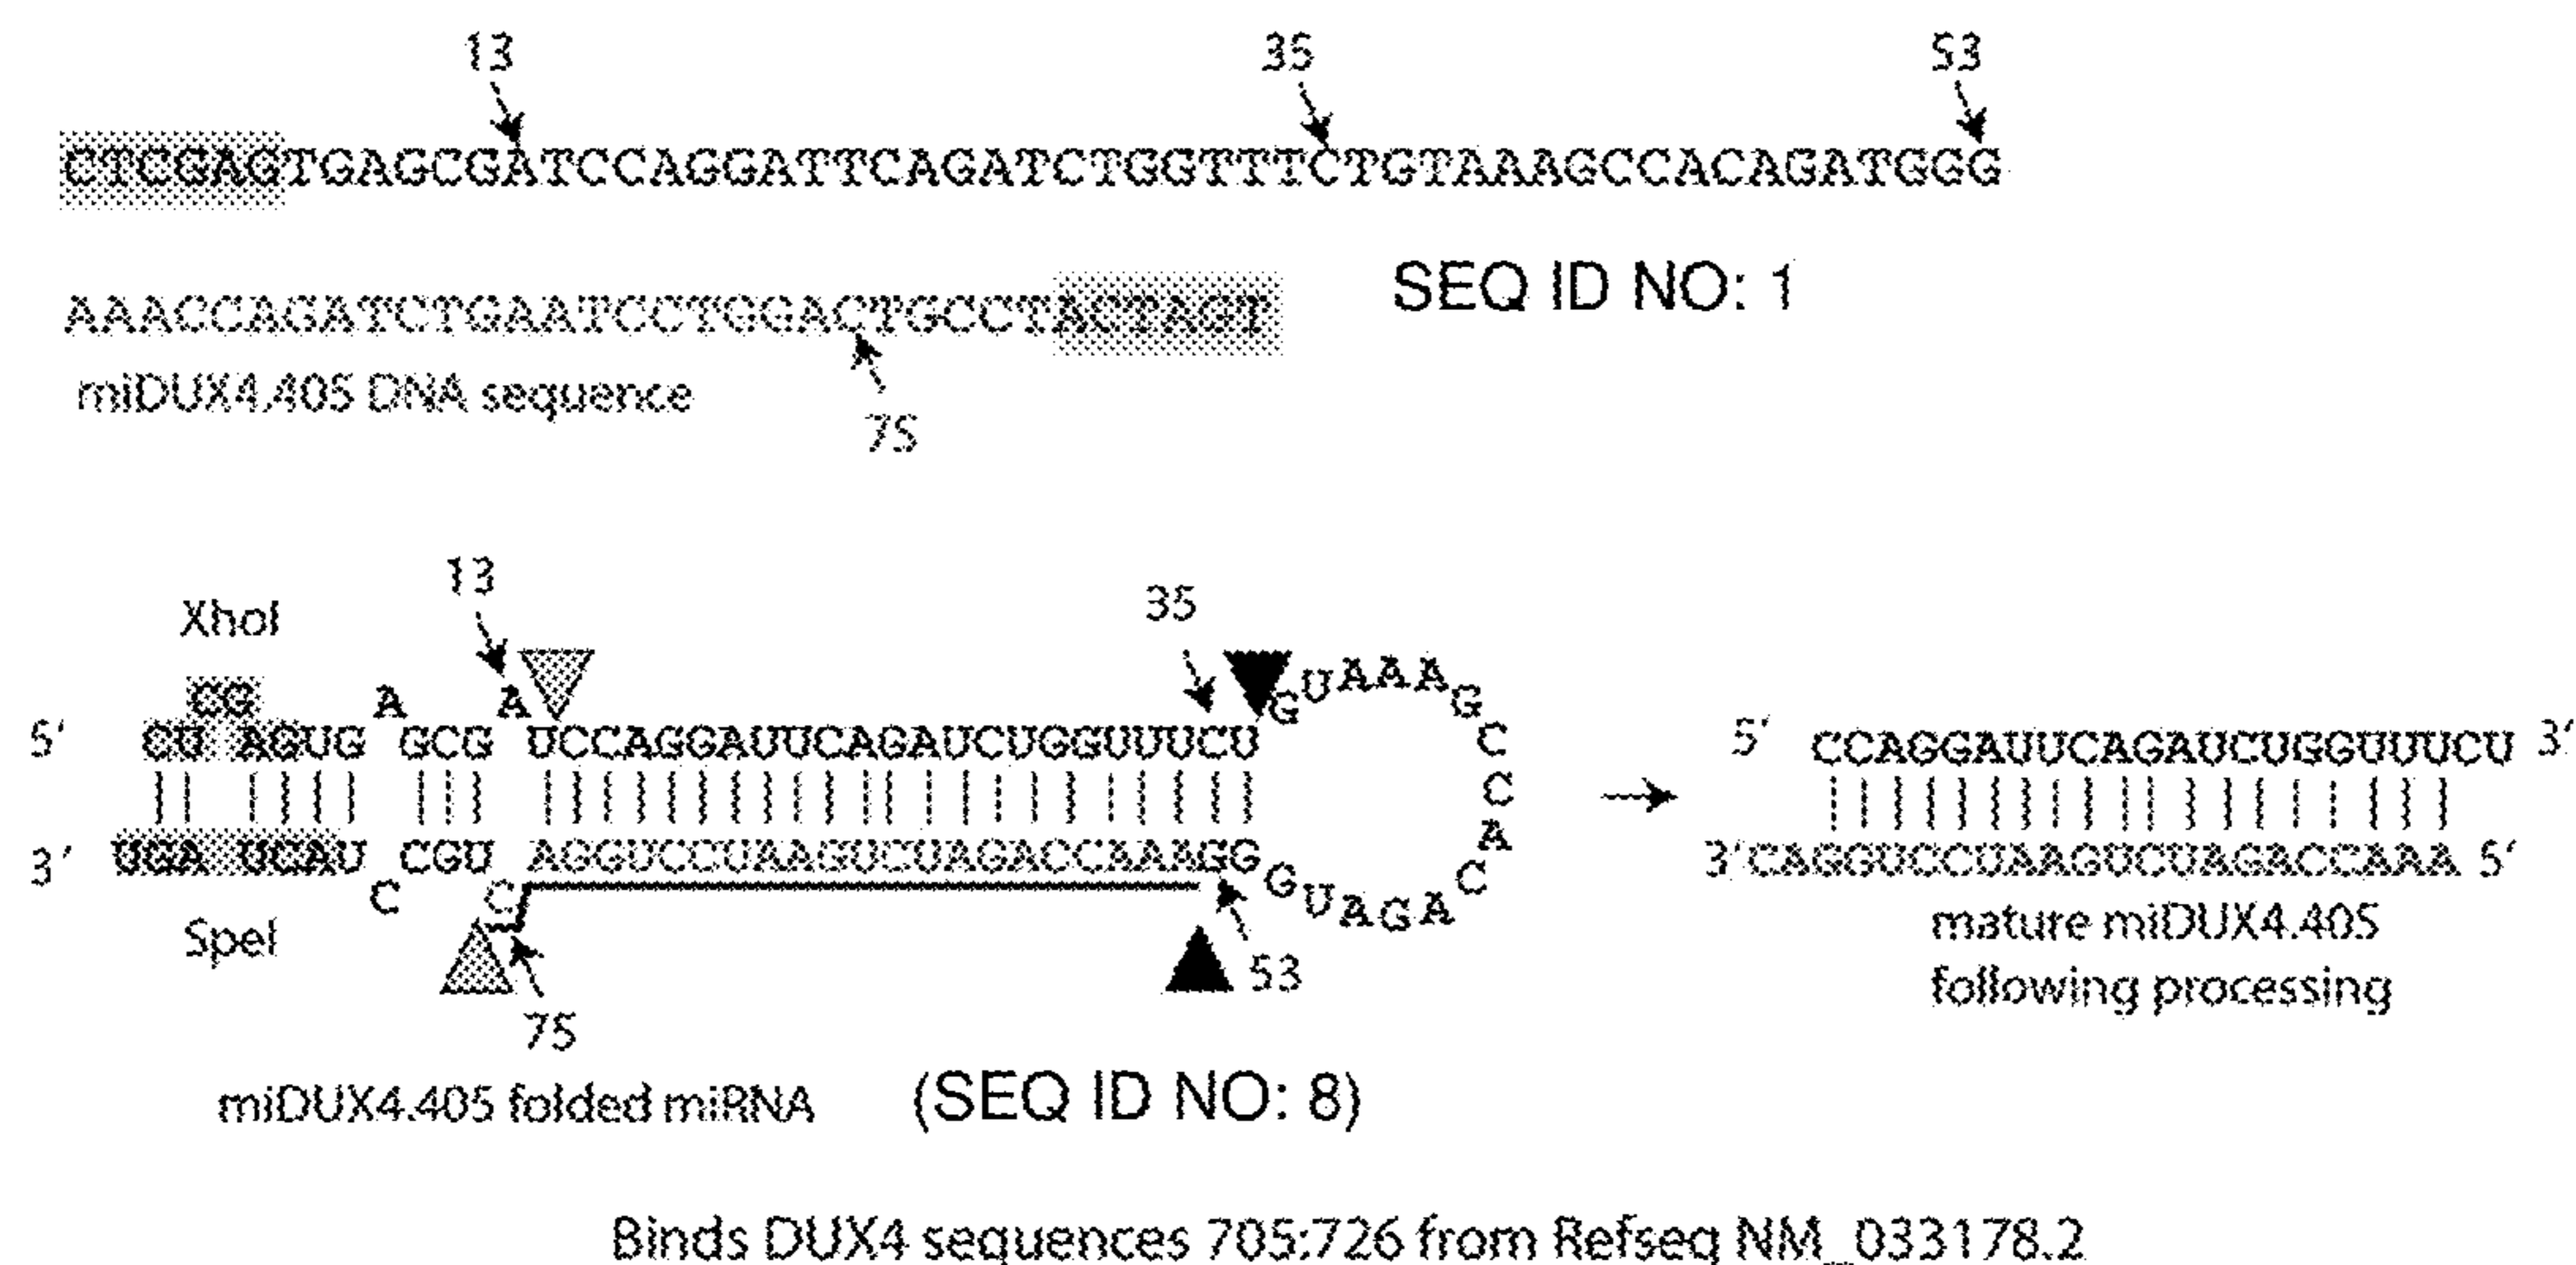 13 35 53
CTCGAGTGAGCGATCCAGGATTCAGATCTGGTTTCTGTAAAGCCACAGATGGG
SEQ ID NO: 1
AAACCAGATCTGAATCCTGGACTGCCTACTAGT
miDUX4.405 DNA sequence
75
13 35
XhoI
CG A A GUAAAG
5' CU AGUG GCG UCCAGGAUUCAGAUCUGGUUUCU C
C
A
3' UGA UCAU CGU AGGUCCUAAGUCUAGACCAAAGG
C C GUAGAC
SpeI
53
75
5' CCAGGAUUCAGAUCUGGUUUCU 3'
3' CAGGUCCUAAGUCUAGACCAAA 5'
mature miDUX4.405
following processing
miDUX4.405 folded miRNA (SEQ ID NO: 8)
Binds DUX4 sequences 705:726 from Refseq NM_033178.2